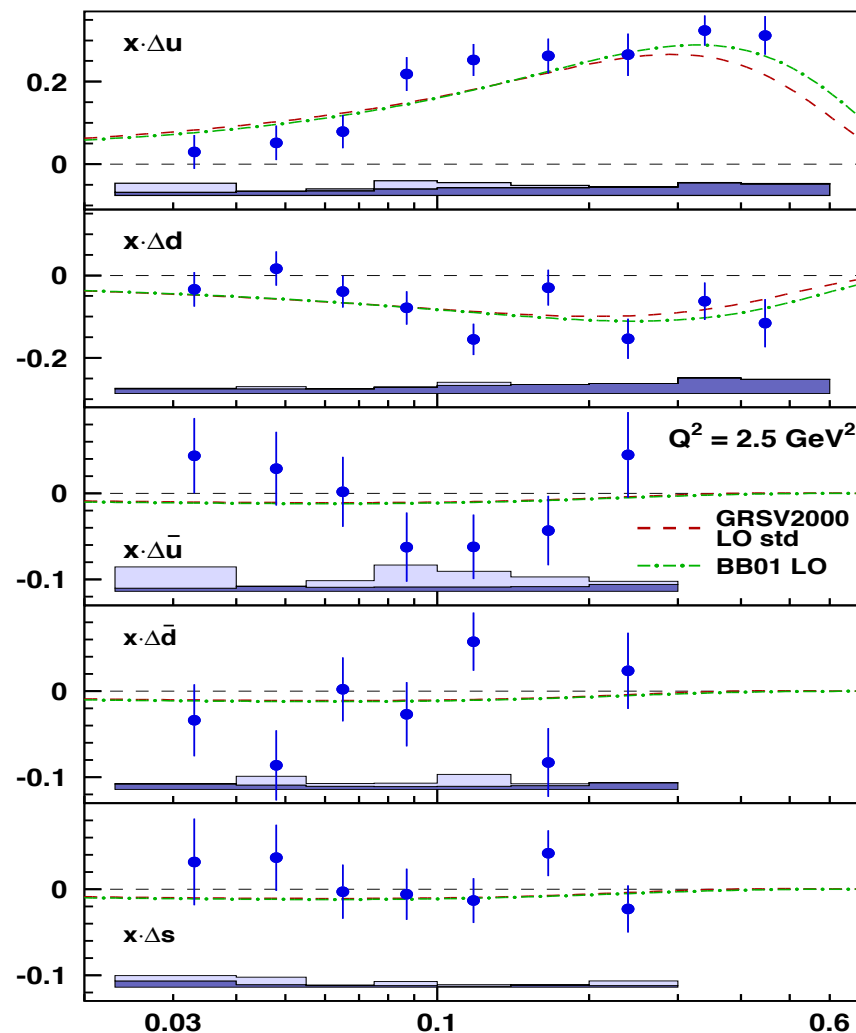 x·Δu
0.2
0
x·Δd
0
-0.2
Q² = 2.5 GeV²
0
GRSV2000
LO std
x·Δū
BB01 LO
-0.1
x·Δd̄
0
-0.1
0
x·Δs
-0.1
0.03 0.1 0.6